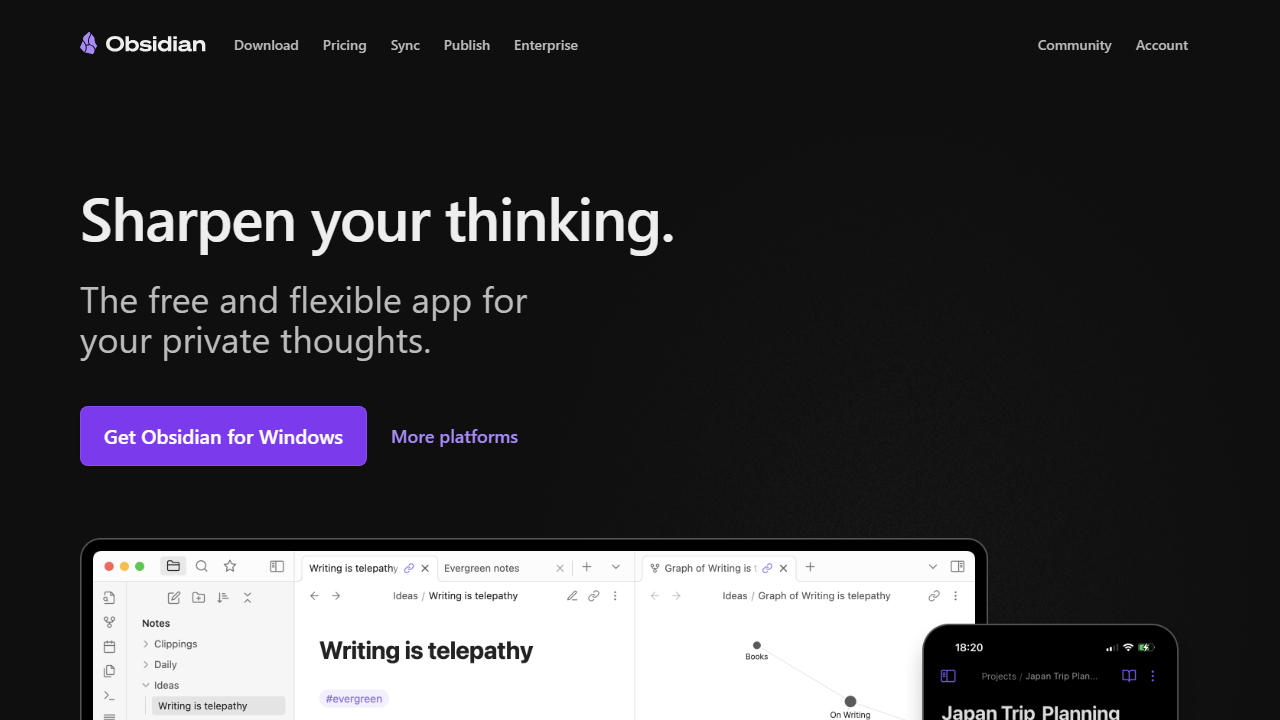 Obsidian Download Pricing Sync Publish Enterprise Community Account
Sharpen your thinking.
The free and flexible app for
your private thoughts.
Get Obsidian for Windows More platforms
Writing is telepathy Evergreen notes Graph of Writing is
Ideas / Writing is telepathy Ideas / Graph of Writing is telepathy
Notes
Clippings
Daily
Ideas
Writing is telepathy
Writing is telepathy
#evergreen
Books
On Writing
18:20
Projects / Japan Trip Plan...
Japan Trip Planning